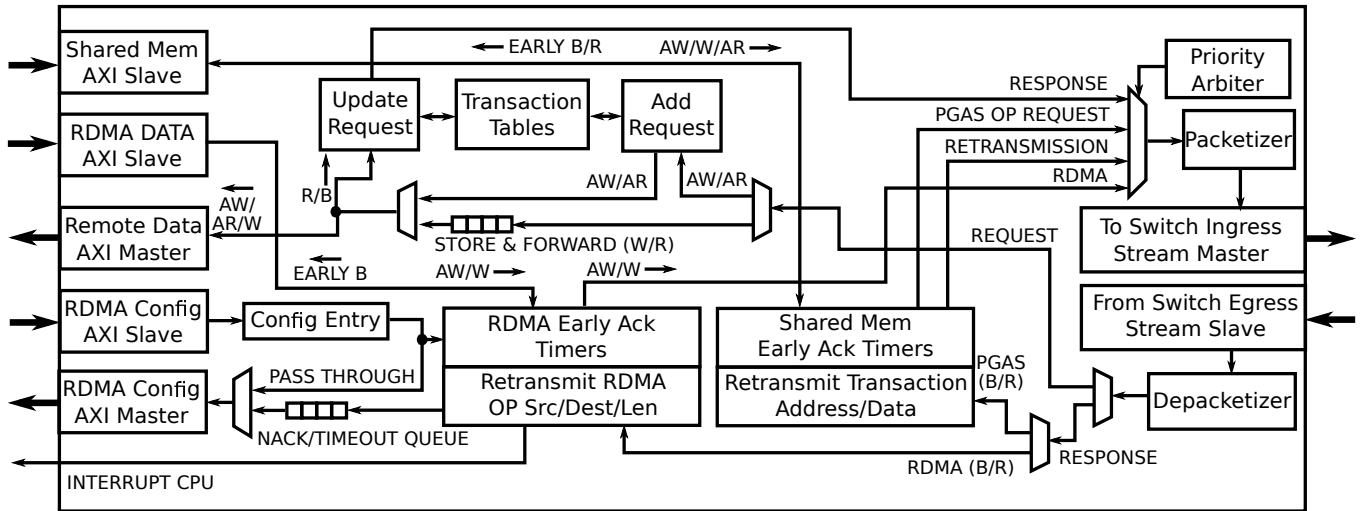 EARLY B/R
AW/W/AR
Shared Mem
AXI Slave
Update
Request
Transaction
Tables
Add
Request
RESPONSE
Priority
Arbiter
PGAS OP REQUEST
RETRANSMISSION
RDMA
Packetizer
RDMA DATA
AXI Slave
R/B
AW/AR
AW/AR
AW/
AR/W
Remote Data
AXI Master
STORE & FORWARD (W/R)
REQUEST
To Switch Ingress
Stream Master
EARLY B
AW/W
AW/W
RDMA Config
AXI Slave
Config Entry
RDMA Early Ack
Timers
Shared Mem
Early Ack Timers
From Switch Egress
Stream Slave
PASS THROUGH
PGAS
(B/R)
RDMA Config
AXI Master
Retransmit RDMA
OP Src/Dest/Len
Retransmit Transaction
Address/Data
Depacketizer
NACK/TIMEOUT QUEUE
RDMA (B/R)
RESPONSE
INTERRUPT CPU